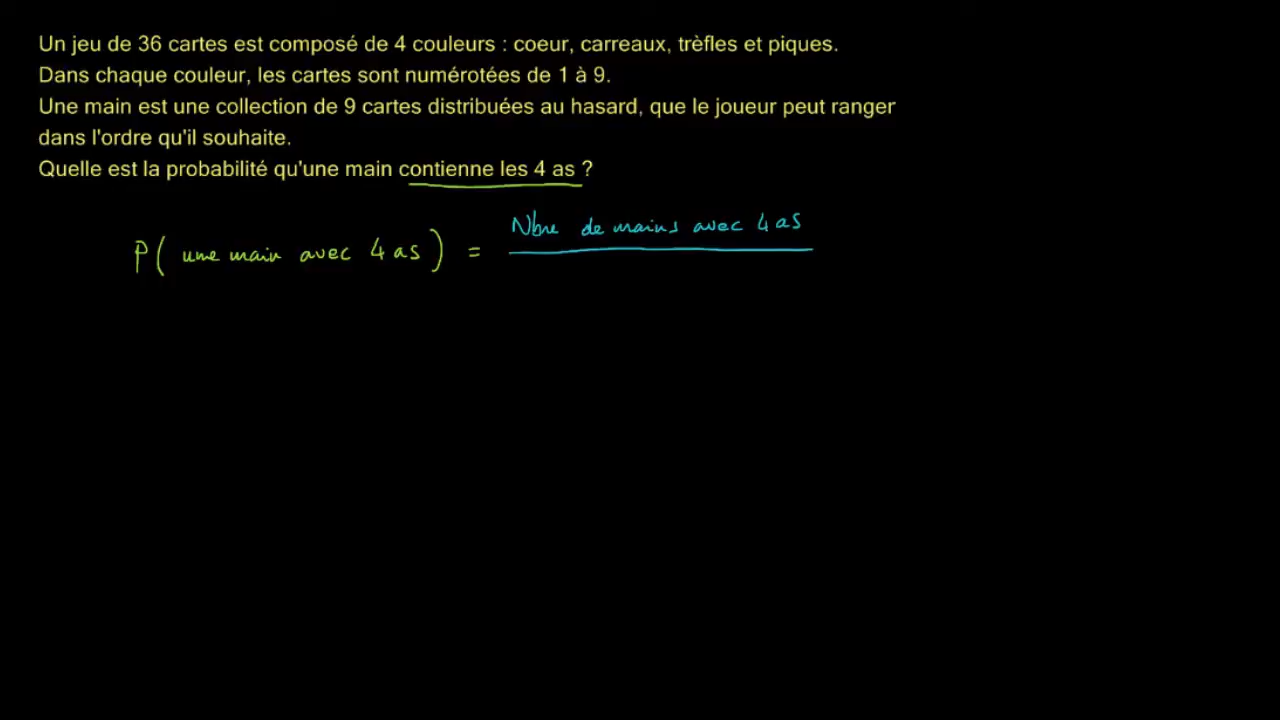 Un jeu de 36 cartes est composé de 4 couleurs : coeur, carreaux, trèfles et piques.
Dans chaque couleur, les cartes sont numérotées de 1 à 9.
Une main est une collection de 9 cartes distribuées au hasard, que le joueur peut ranger
dans l'ordre qu'il souhaite.
Quelle est la probabilité qu'une main contienne les 4 as ?
Nbre de mains avec 4 as
P( une main avec 4 as ) =